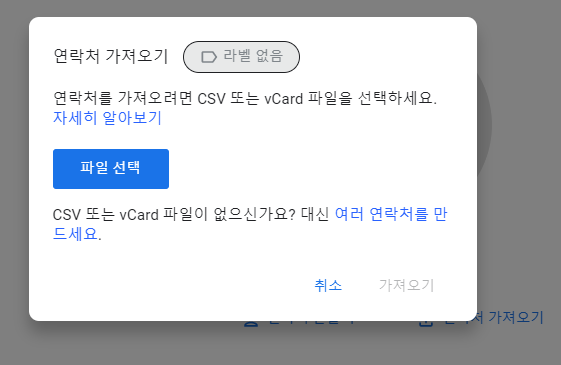 연락처 가져오기
라벨 없음
연락처를 가져오려면 CSV 또는 vCard 파일을 선택하세요.
자세히 알아보기
파일 선택
CSV 또는 vCard 파일이 없으신가요? 대신 여러 연락처를 만
드세요.
취소
가져오기
가져오기